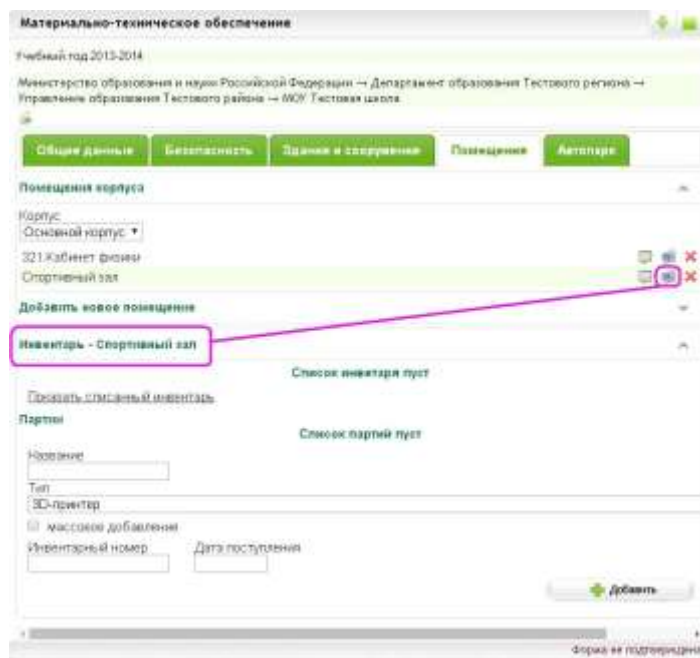 Материально-техническое обеспечение
Учебный год 2013-2014
Министерство образования и науки Российской Федерации → Департамент образования Тестового региона →
Управление образования Тестового района → МОУ Тестовая школа
Общие данные Безопасность Здания и сооружения Помещения Автопарк
Помещения корпуса
Корпус
Основной корпус
321.Кабинет физики
Спортивный зал
Добавить новое помещение
Инвентарь - Спортивный зал
Список инвентаря пуст
Показать списанный инвентарь
Партии
Список партий пуст
Название
Тип
3D-принтер
массовое добавление
Инвентарный номер Дата поступления
Добавить
Форма не подтверждена